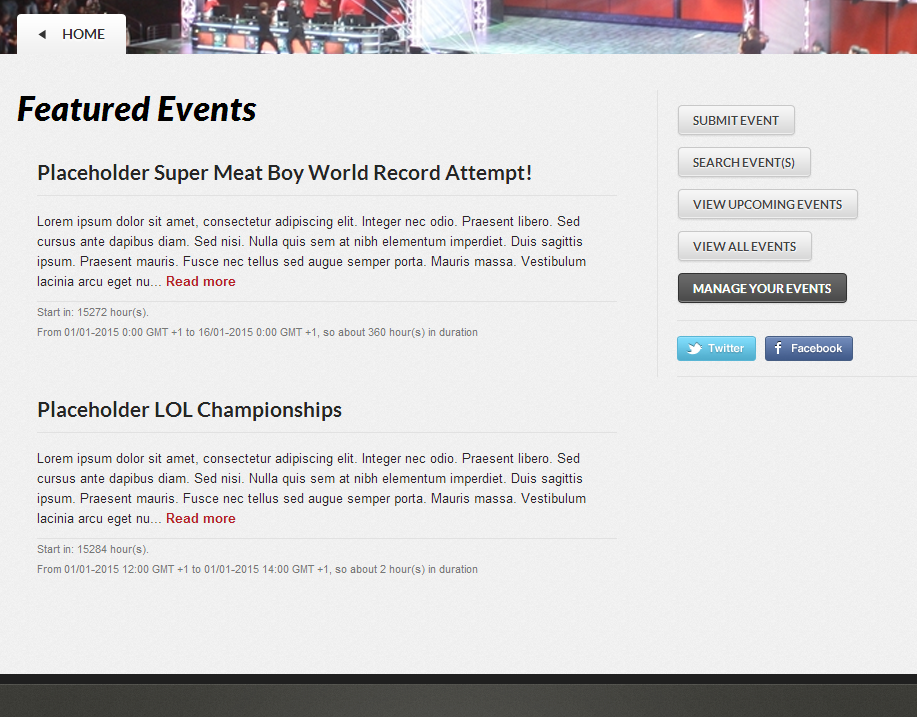 HOME
Featured Events
Placeholder Super Meat Boy World Record Attempt!
Lorem ipsum dolor sit amet, consectetur adipiscing elit. Integer nec odio. Praesent libero. Sed
cursus ante dapibus diam. Sed nisi. Nulla quis sem at nibh elementum imperdiet. Duis sagittis
ipsum. Praesent mauris. Fusce nec tellus sed augue semper porta. Mauris massa. Vestibulum
lacinia arcu eget nu... Read more
Start in: 15272 hour(s).
From 01/01-2015 0:00 GMT +1 to 16/01-2015 0:00 GMT +1, so about 360 hour(s) in duration
Placeholder LOL Championships
Lorem ipsum dolor sit amet, consectetur adipiscing elit. Integer nec odio. Praesent libero. Sed
cursus ante dapibus diam. Sed nisi. Nulla quis sem at nibh elementum imperdiet. Duis sagittis
ipsum. Praesent mauris. Fusce nec tellus sed augue semper porta. Mauris massa. Vestibulum
lacinia arcu eget nu... Read more
Start in: 15284 hour(s).
From 01/01-2015 12:00 GMT +1 to 01/01-2015 14:00 GMT +1, so about 2 hour(s) in duration
SUBMIT EVENT
SEARCH EVENT(S)
VIEW UPCOMING EVENTS
VIEW ALL EVENTS
MANAGE YOUR EVENTS
Twitter
Facebook